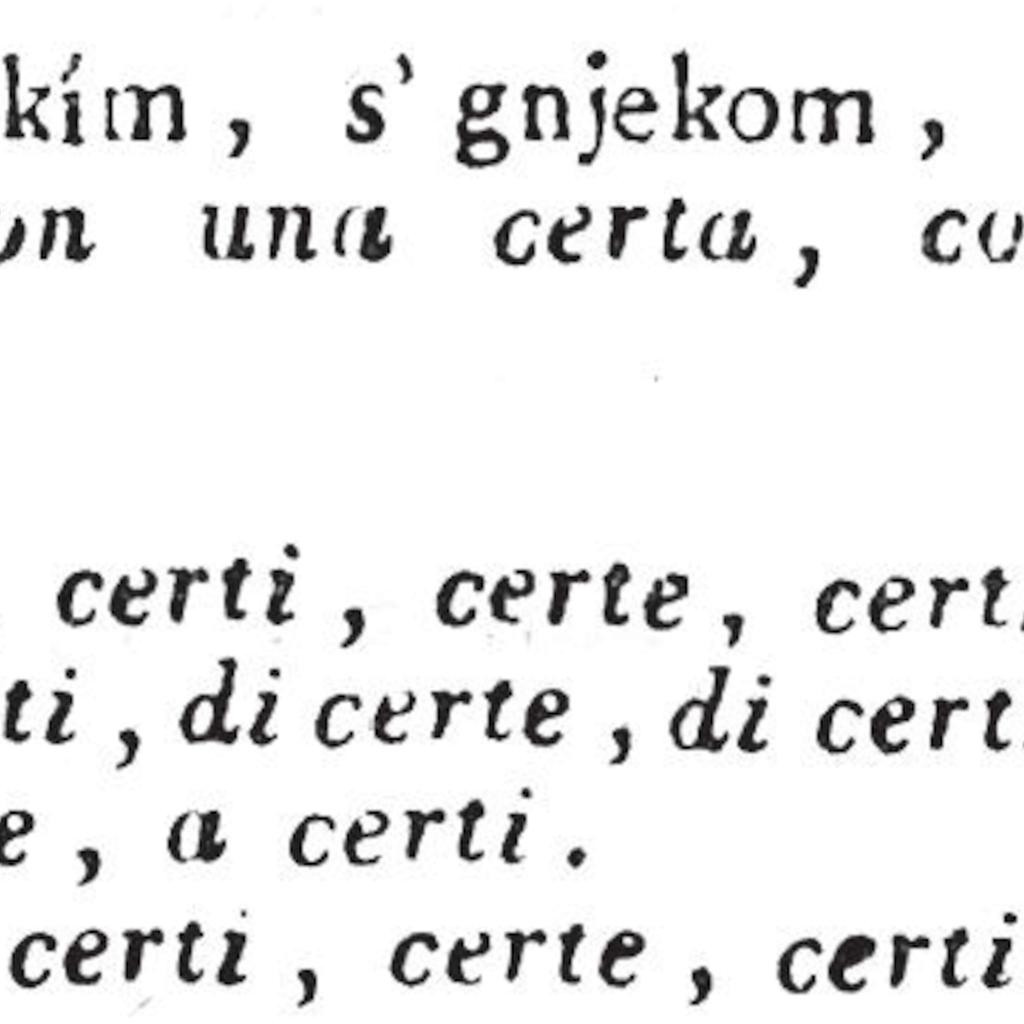 kím , s' gnjekom ,
on una certa , co
certi , certe , cert
ti , di certe , di cert
e , a certi .
certi , certe , certi